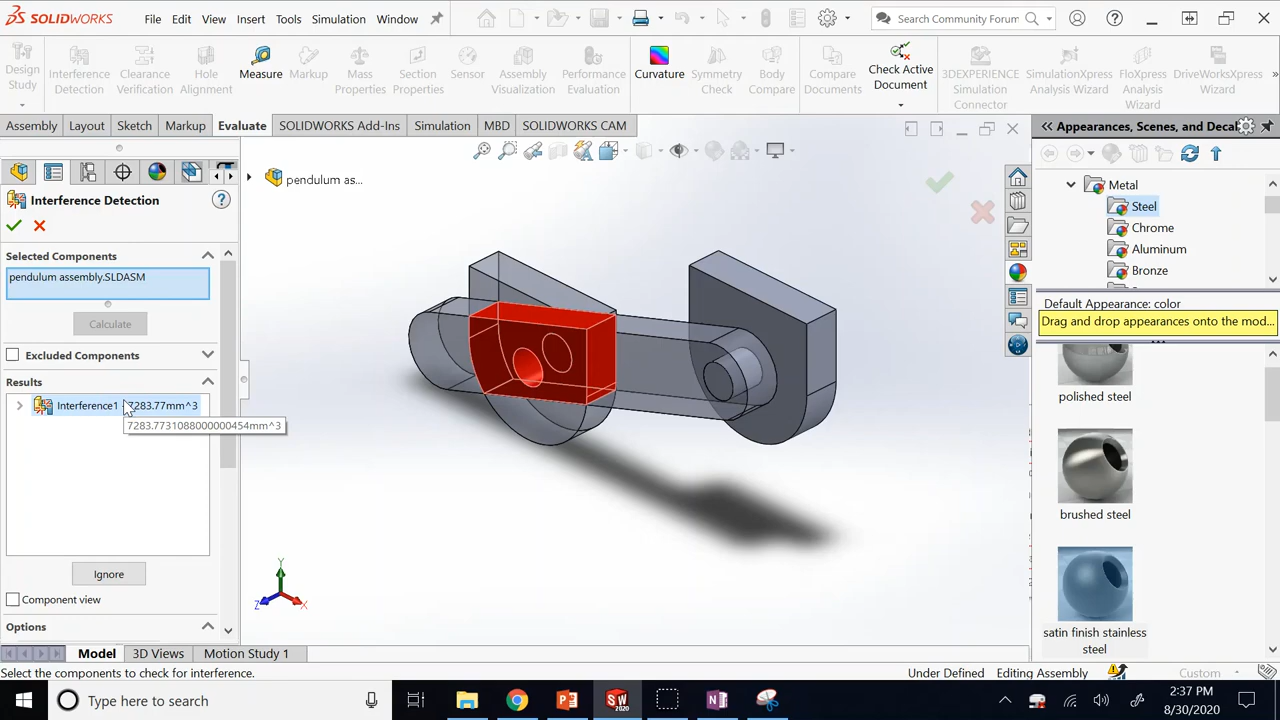 SOLIDWORKS File Edit View Insert Tools Simulation Window Search Community Forum
Design Study Interference Detection Clearance Verification Hole Alignment Measure Markup Mass Properties Section Properties Sensor Assembly Visualization Performance Evaluation Curvature Symmetry Check Body Compare Compare Documents Check Active Document 3DEXPERIENCE Simulation Connector SimulationXpress Analysis Wizard FloXpress Analysis Wizard DriveWorksXpress Wizard
Assembly Layout Sketch Markup Evaluate SOLIDWORKS Add-Ins Simulation MBD SOLIDWORKS CAM
Appearances, Scenes, and Decal
Interference Detection
pendulum as...
Selected Components
pendulum assembly.SLDASM
Calculate
Excluded Components
Results
Interference1 7283.77mm^3
7283.7731088000000454mm^3
Ignore
Component view
Options
Metal
Steel
Chrome
Aluminum
Bronze
Default Appearance: color
Drag and drop appearances onto the mod...
polished steel
brushed steel
satin finish stainless
steel
Y
Z X
Model 3D Views Motion Study 1
Select the components to check for interference. Under Defined Editing Assembly Custom
Type here to search
SW
2020
2:37 PM
8/30/2020